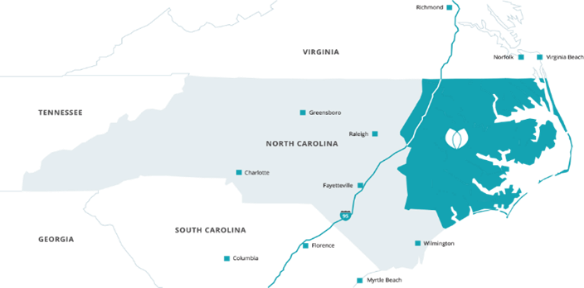 Richmond
VIRGINIA
Norfolk
Virginia Beach
TENNESSEE
Greensboro
Raleigh
NORTH CAROLINA
Charlotte
Fayetteville
95
SOUTH CAROLINA
GEORGIA
Florence
Wilmington
Columbia
Myrtle Beach